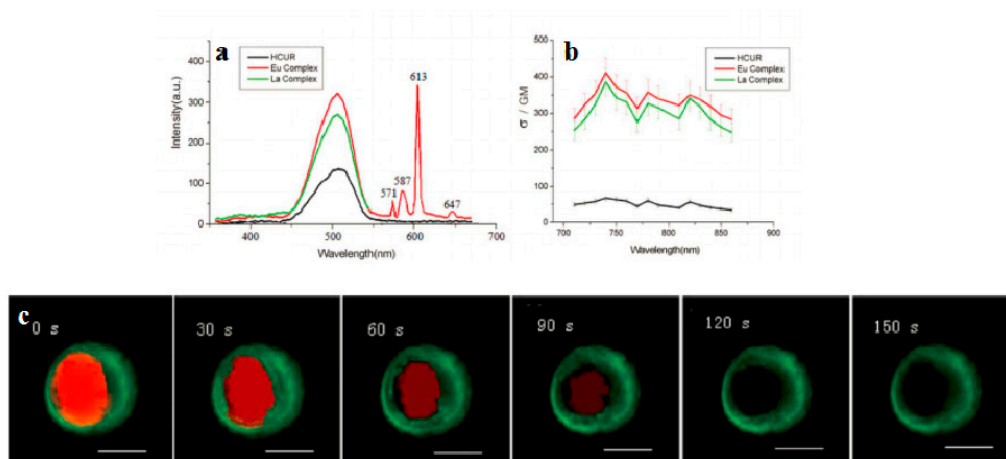 a
HCUR
Eu Complex
La Complex
613
571
587
647
Intensity(a.u.)
400
300
200
100
0
400
500
600
700
Wavelength(nm)
b
HCUR
Eu Complex
La Complex
σ / GM
500
400
300
200
100
50
0
700
750
800
850
900
Wavelength(nm)
c
0 s
30 s
60 s
90 s
120 s
150 s